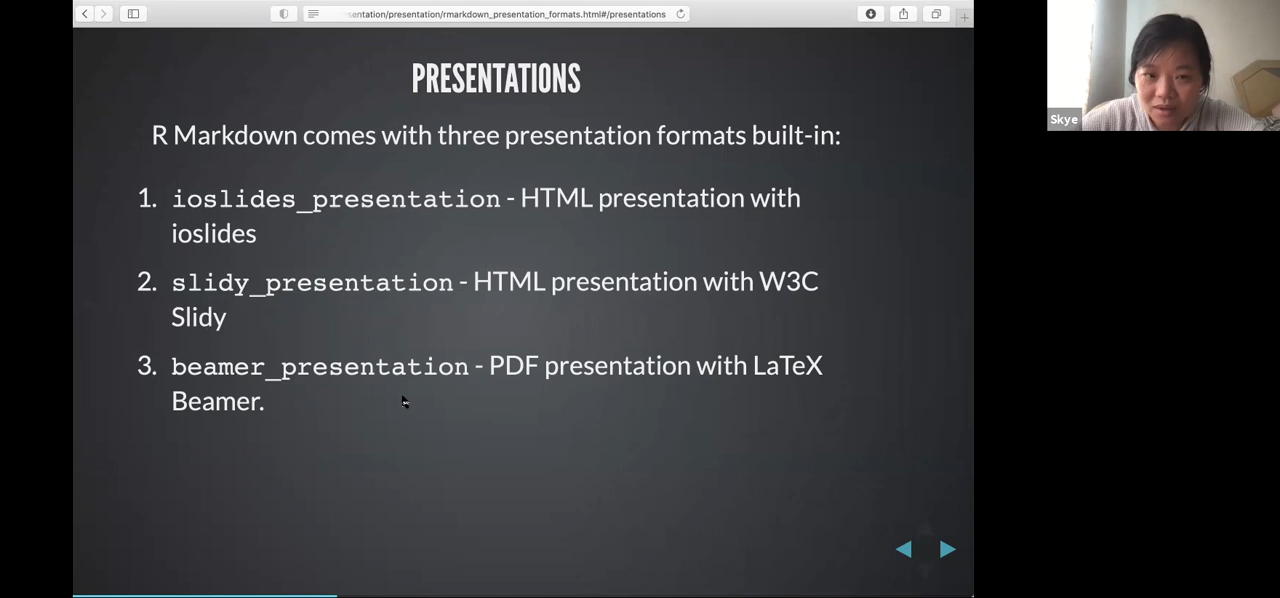 sentation/presentation/rmarkdown_presentation_formats.html#/presentations
PRESENTATIONS
R Markdown comes with three presentation formats built-in:
1. ioslides_presentation - HTML presentation with
ioslides
2. slidy_presentation - HTML presentation with W3C
Slidy
3. beamer_presentation - PDF presentation with LaTeX
Beamer.
Skye